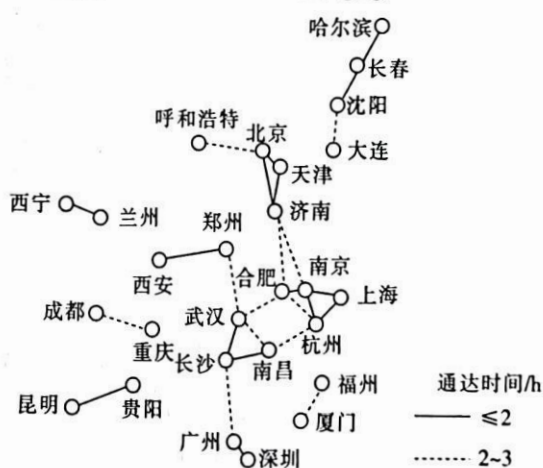 哈尔滨
长春
沈阳
呼和浩特
北京
大连
天津
西宁
兰州
济南
郑州
西安
合肥
南京
上海
成都
重庆
武汉
杭州
长沙
南昌
昆明
贵阳
福州
厦门
广州
深圳
通达时间/h
≤2
2~3